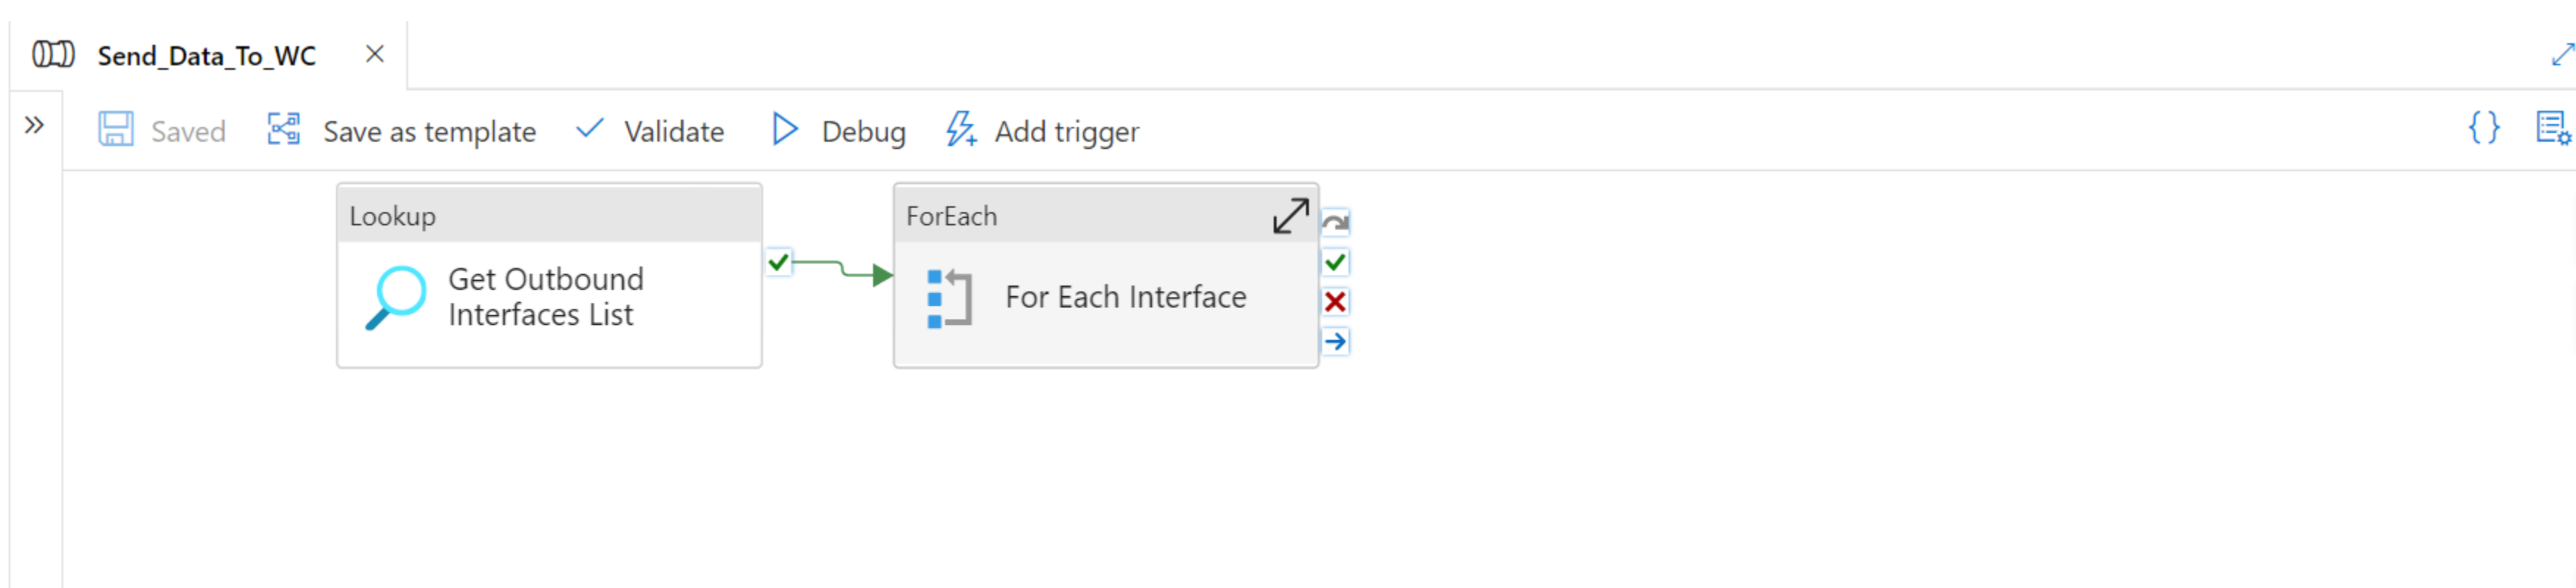 Send_Data_To_WC
Saved
Save as template
Validate
Debug
Add trigger
Lookup
Get Outbound
Interfaces List
ForEach
For Each Interface